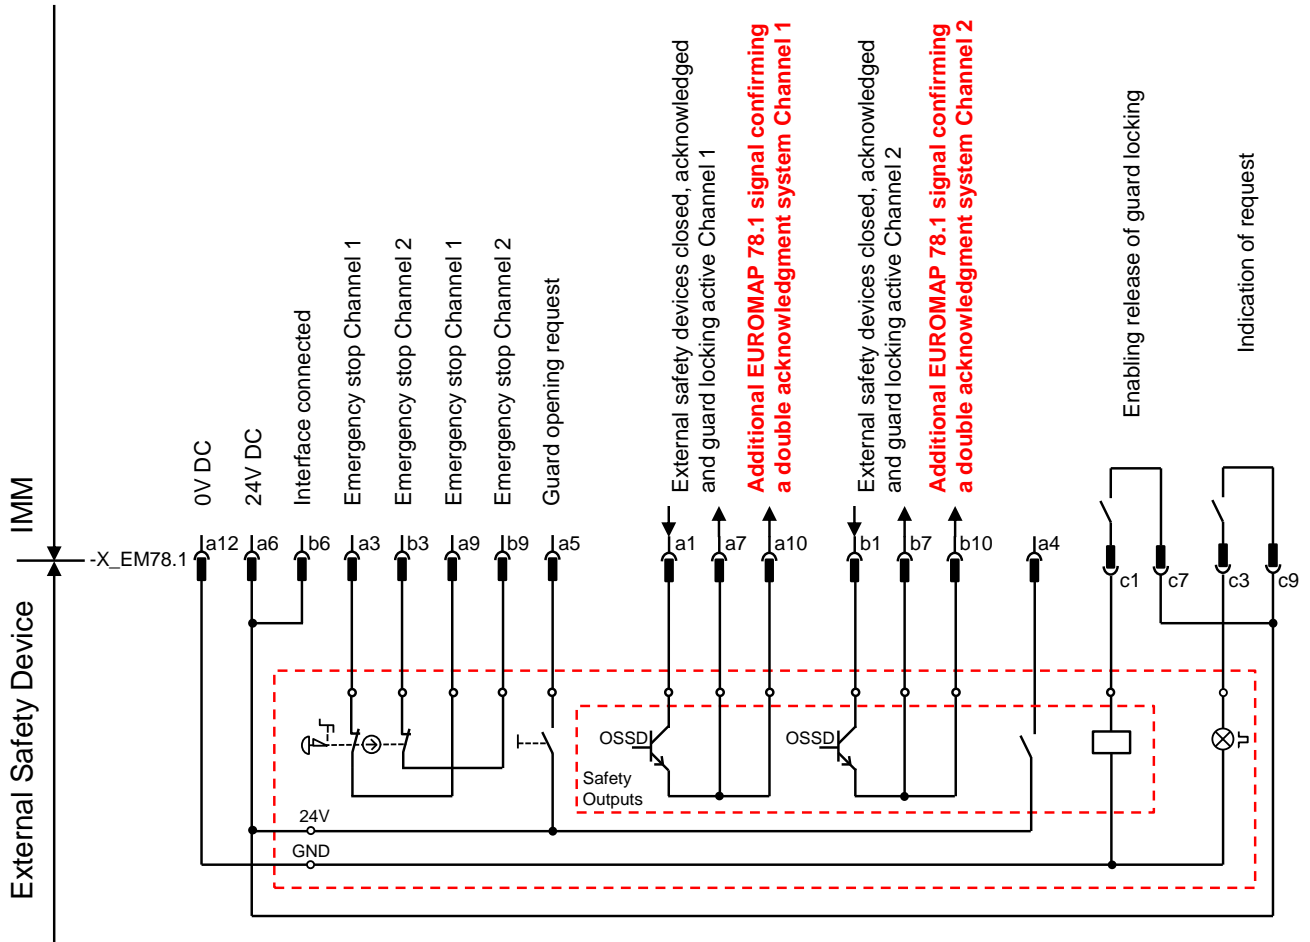 IMM
External Safety Device
-X_EM78.1
0V DC
24V DC
Interface connected
Emergency stop Channel 1
Emergency stop Channel 2
Emergency stop Channel 1
Emergency stop Channel 2
Guard opening request
External safety devices closed, acknowledged
and guard locking active Channel 1
Additional EUROMAP 78.1 signal confirming
a double acknowledgment system Channel 1
External safety devices closed, acknowledged
and guard locking active Channel 2
Additional EUROMAP 78.1 signal confirming
a double acknowledgment system Channel 2
Enabling release of guard locking
Indication of request
a12
a6
b6
a3
b3
a9
b9
a5
a1
a7
a10
b1
b7
b10
a4
c1
c7
c3
c9
OSSD
OSSD
Safety
Outputs
24V
GND